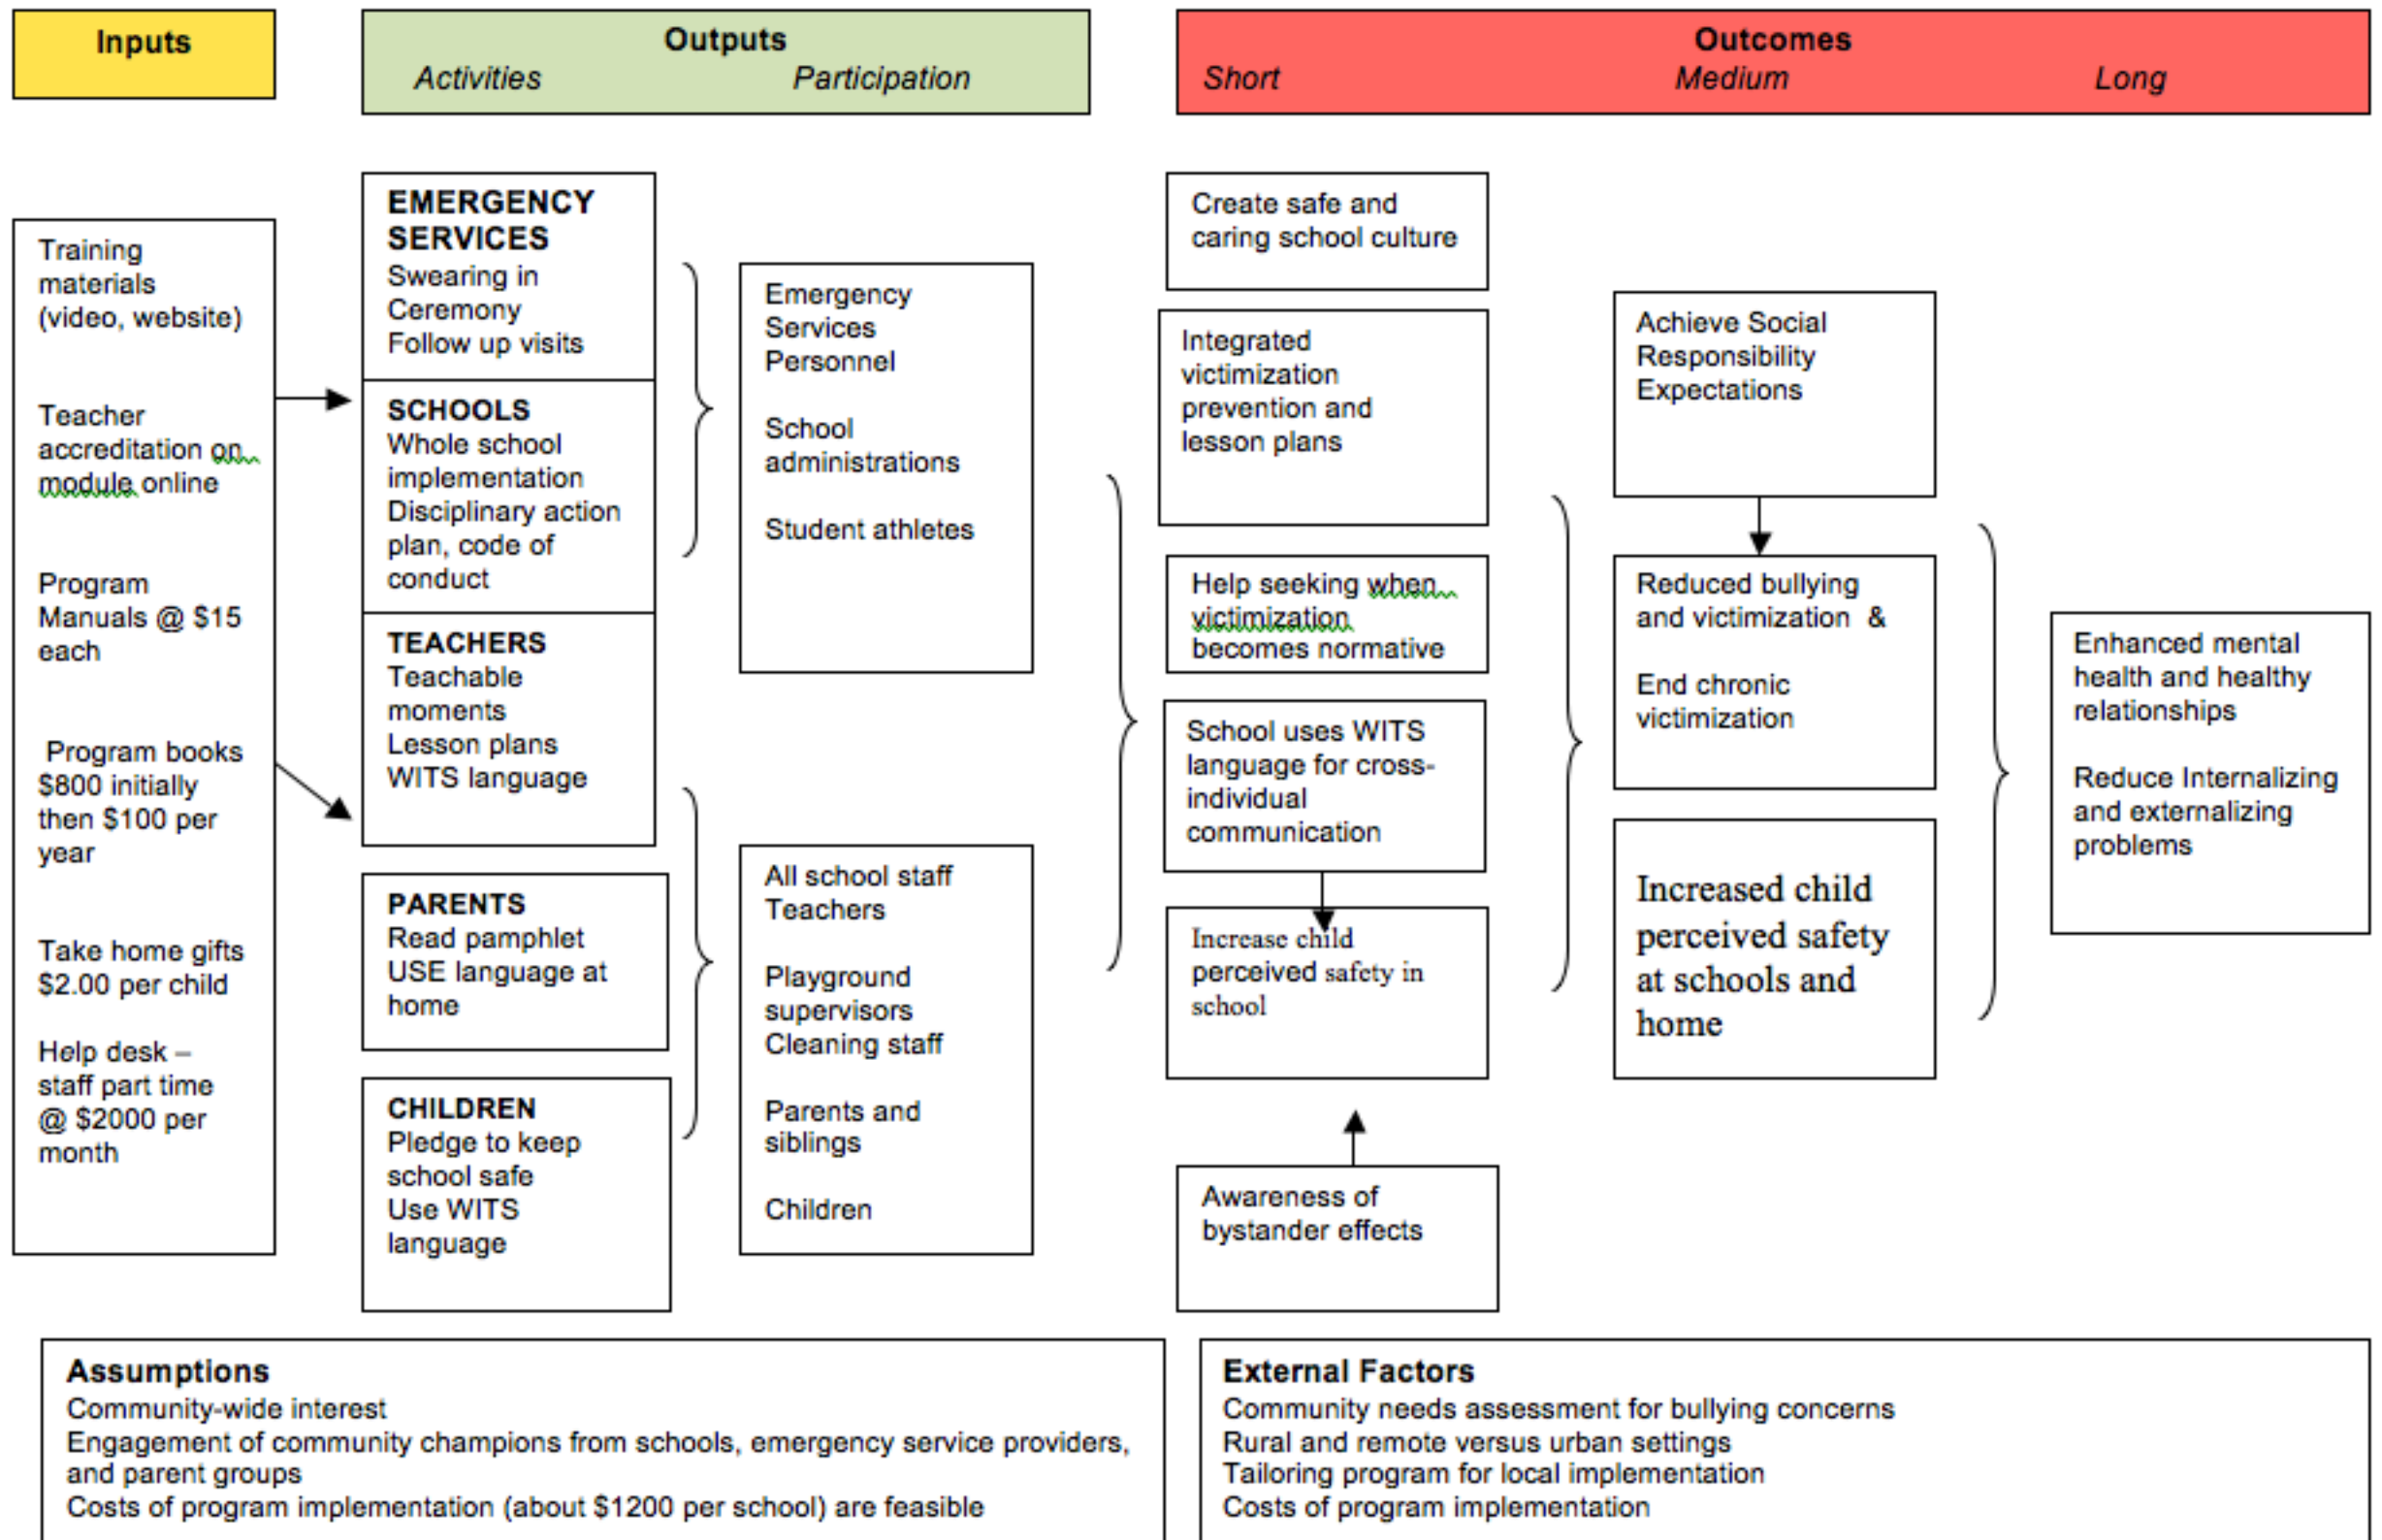 Inputs
Outputs
Activities Participation
Outcomes
Short Medium Long
Training
materials
(video, website)
Teacher
accreditation on
module online
Program
Manuals @ $15
each
Program books
$800 initially
then $100 per
year
Take home gifts
$2.00 per child
Help desk –
staff part time
@ $2000 per
month
EMERGENCY
SERVICES
Swearing in
Ceremony
Follow up visits
SCHOOLS
Whole school
implementation
Disciplinary action
plan, code of
conduct
TEACHERS
Teachable
moments
Lesson plans
WITS language
PARENTS
Read pamphlet
USE language at
home
CHILDREN
Pledge to keep
school safe
Use WITS
language
Emergency
Services
Personnel
School
administrations
Student athletes
All school staff
Teachers
Playground
supervisors
Cleaning staff
Parents and
siblings
Children
Create safe and
caring school culture
Integrated
victimization
prevention and
lesson plans
Help seeking when
victimization
becomes normative
School uses WITS
language for cross-
individual
communication
Increase child
perceived safety in
school
Awareness of
bystander effects
Achieve Social
Responsibility
Expectations
Reduced bullying
and victimization &
End chronic
victimization
Increased child
perceived safety
at schools and
home
Enhanced mental
health and healthy
relationships
Reduce Internalizing
and externalizing
problems
Assumptions
Community-wide interest
Engagement of community champions from schools, emergency service providers,
and parent groups
Costs of program implementation (about $1200 per school) are feasible
External Factors
Community needs assessment for bullying concerns
Rural and remote versus urban settings
Tailoring program for local implementation
Costs of program implementation